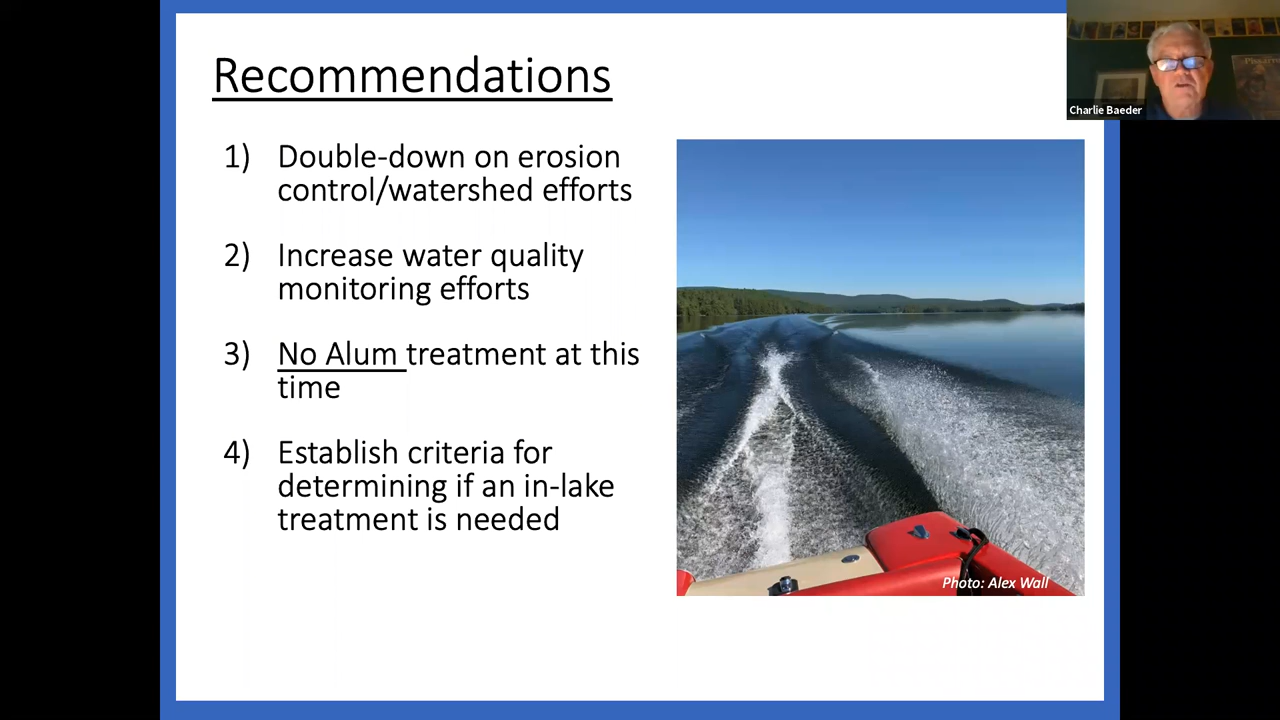 Recommendations
1) Double-down on erosion
control/watershed efforts
2) Increase water quality
monitoring efforts
3) No Alum treatment at this
time
4) Establish criteria for
determining if an in-lake
treatment is needed
Photo: Alex Wall
Charlie Baeder